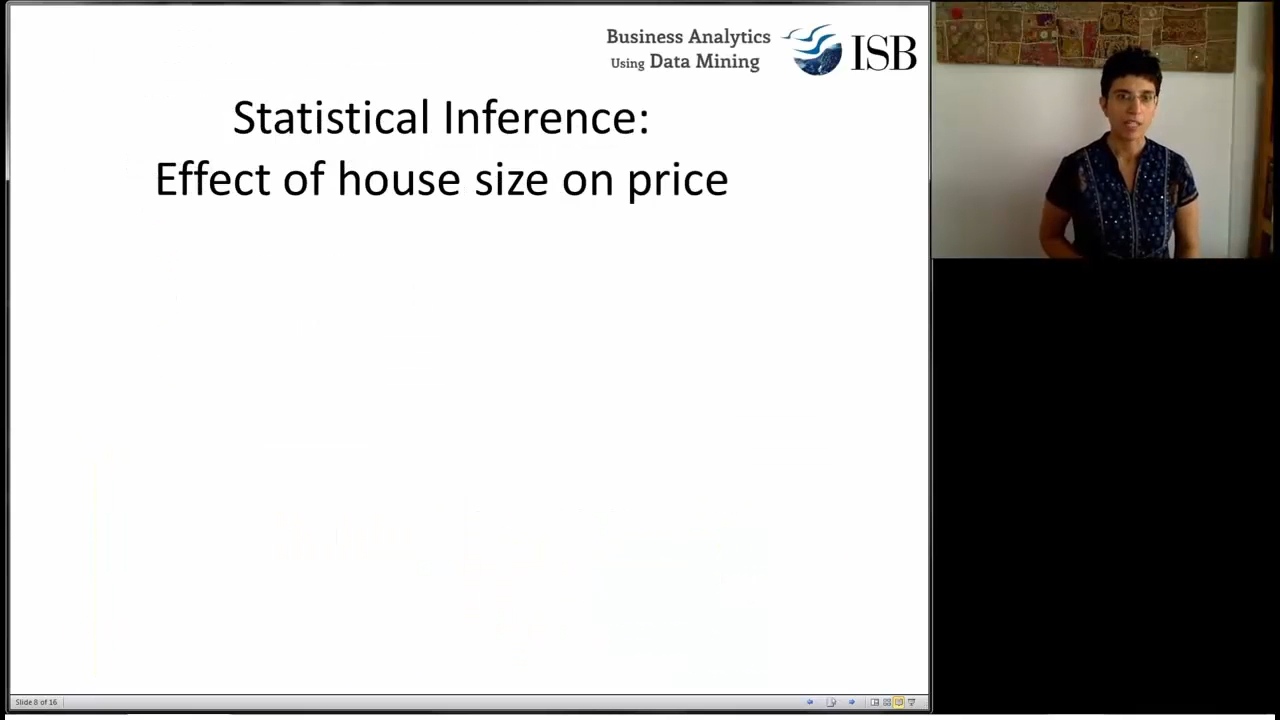 Business Analytics
Using Data Mining
ISB
Statistical Inference:
Effect of house size on price
Slide 8 of 16